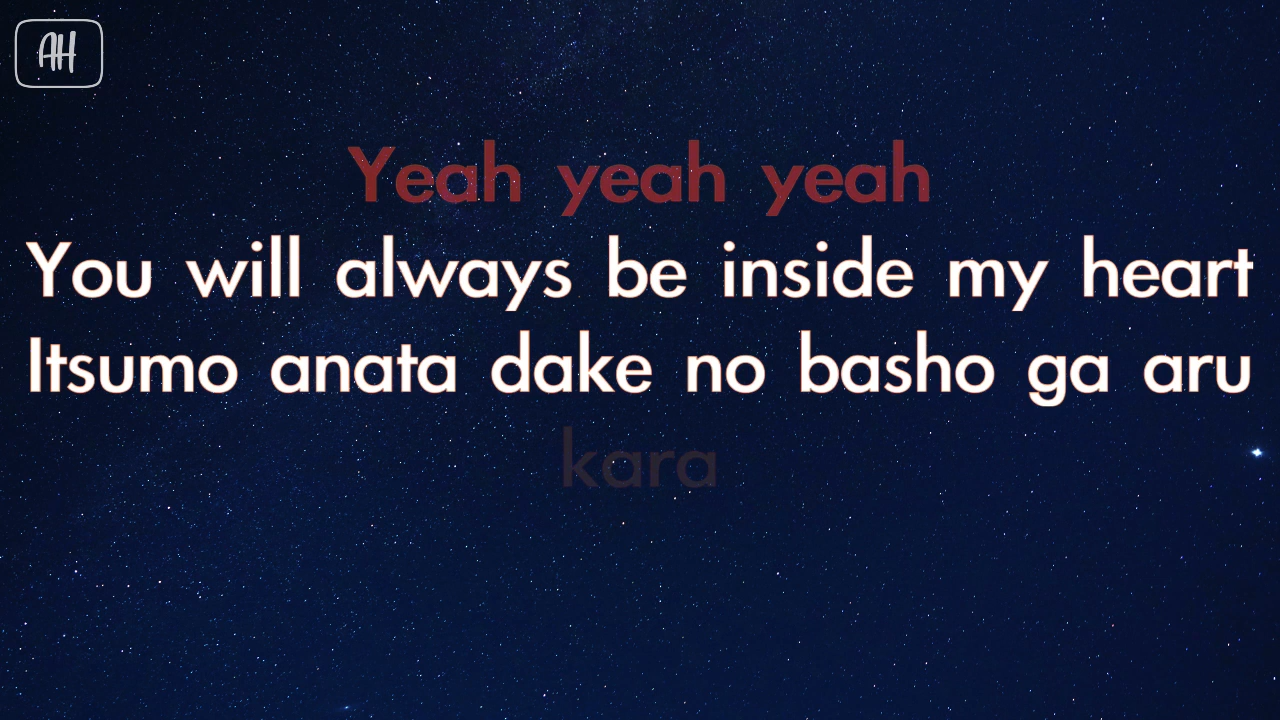 AH
Yeah yeah yeah
You will always be inside my heart
Itsumo anata dake no basho ga aru
kara